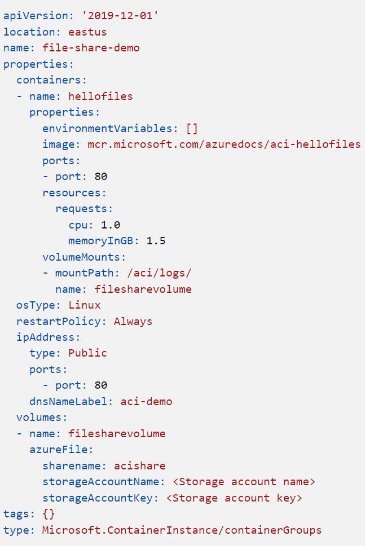 apiVersion: '2019-12-01'
location: eastus
name: file-share-demo
properties:
  containers:
  - name: hellofiles
    properties:
      environmentVariables: []
      image: mcr.microsoft.com/azuredocs/aci-hellofiles
      ports:
      - port: 80
      resources:
        requests:
          cpu: 1.0
          memoryInGB: 1.5
      volumeMounts:
      - mountPath: /aci/logs/
        name: filesharevolume
  osType: Linux
  restartPolicy: Always
  ipAddress:
    type: Public
    ports:
      - port: 80
    dnsNameLabel: aci-demo
  volumes:
  - name: filesharevolume
    azureFile:
      sharename: acishare
      storageAccountName: <Storage account name>
      storageAccountKey: <Storage account key>
tags: {}
type: Microsoft.ContainerInstance/containerGroups